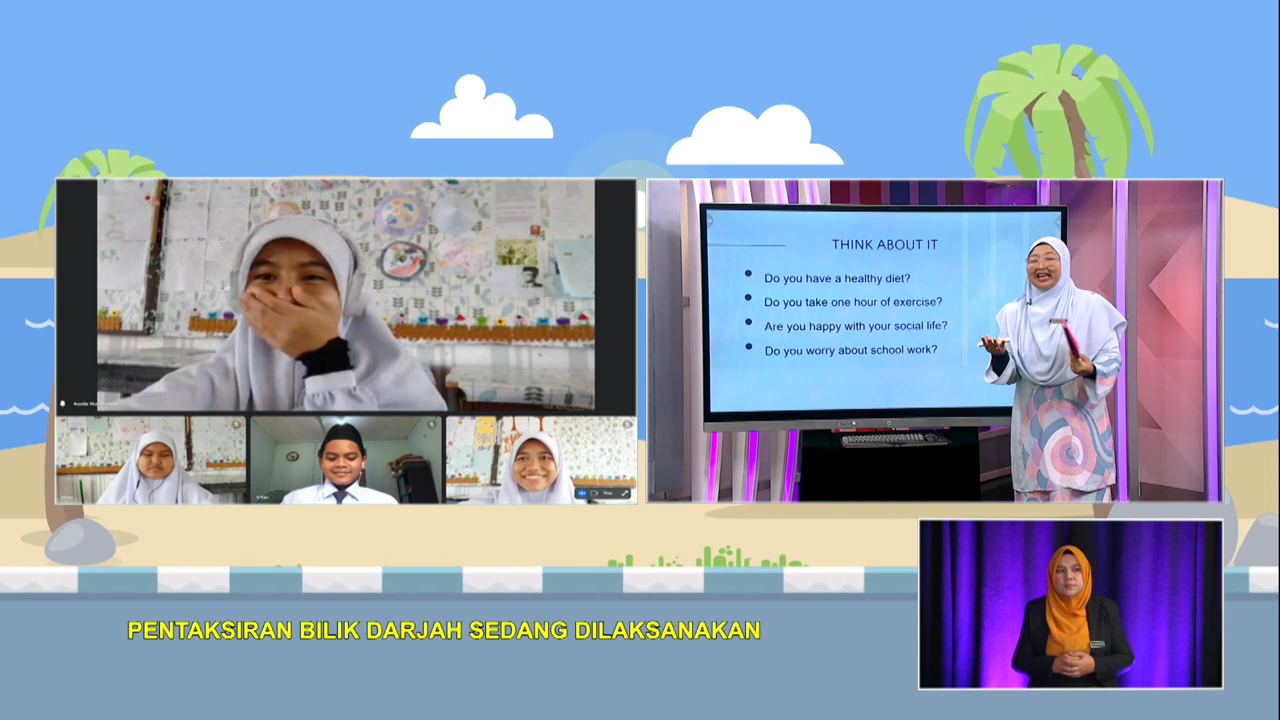 THINK ABOUT IT
Do you have a healthy diet?
Do you take one hour of exercise?
Are you happy with your social life?
Do you worry about school work?
PENTAKSIRAN BILIK DARJAH SEDANG DILAKSANAKAN